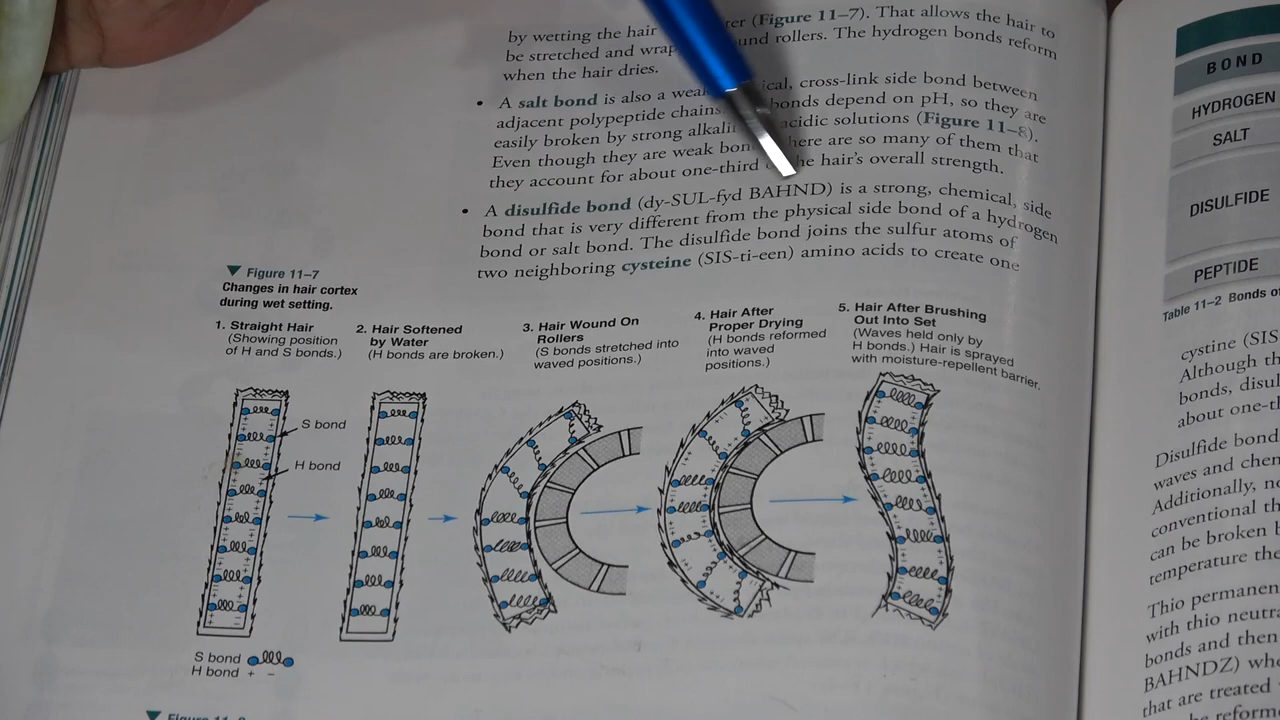 by wetting the hair ter (Figure 11–7). That allows the hair to
be stretched and wrap und rollers. The hydrogen bonds reform
when the hair dries.
• A salt bond is also a weak ical, cross-link side bond between
adjacent polypeptide chains. bonds depend on pH, so they are
easily broken by strong alkali acidic solutions (Figure 11–8).
Even though they are weak bon here are so many of them that
they account for about one-third the hair's overall strength.
• A disulfide bond (dy-SUL-fyd BAHND) is a strong, chemical, side
bond that is very different from the physical side bond of a hydrogen
bond or salt bond. The disulfide bond joins the sulfur atoms of
two neighboring cysteine (SIS-ti-een) amino acids to create one
▼ Figure 11–7
Changes in hair cortex
during wet setting.
1. Straight Hair
(Showing position
of H and S bonds.)
2. Hair Softened
by Water
(H bonds are broken.)
3. Hair Wound On
Rollers
(S bonds stretched into
waved positions.)
4. Hair After
Proper Drying
(H bonds reformed
into waved
positions.)
5. Hair After Brushing
Out Into Set
(Waves held only by
H bonds.) Hair is sprayed
with moisture-repellent barrier.
S bond
H bond
S bond
H bond + -
BOND
HYDROGEN
SALT
DISULFIDE
PEPTIDE
Table 11–2 Bonds of
cystine (SIS
Although th
bonds, disul
about one-t
Disulfide bond
waves and chem
Additionally, no
conventional th
can be broken
temperature the
Thio permanen
with thio neutra
bonds and then
BAHNDZ) whe
that are treated
be reform